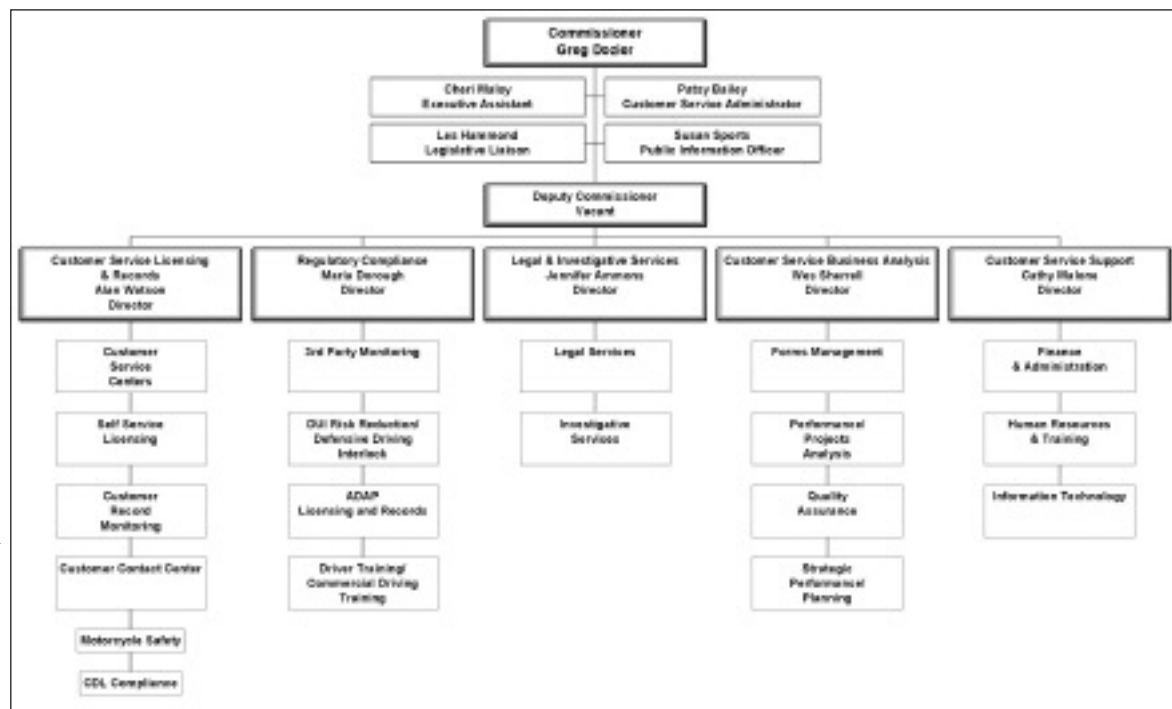 Commissioner
Greg Dozier
Cheri Maloy
Executive Assistant
Patsy Bailey
Customer Service Administrator
Les Hammond
Legislative Liaison
Susan Sports
Public Information Officer
Deputy Commissioner
Vacant
Customer Service Licensing
& Records
Alan Watson
Director
Regulatory Compliance
Maria Dorough
Director
Legal & Investigative Services
Jennifer Ammons
Director
Customer Service Business Analysis
Wes Sherrell
Director
Customer Service Support
Cathy Malone
Director
Customer
Service
Centers
Self Service
Licensing
Customer
Record
Monitoring
Customer Contact Center
Motorcycle Safety
CDL Compliance
3rd Party Monitoring
DUI Risk Reduction/
Defensive Driving
Interlock
ADAP
Licensing and Records
Driver Training/
Commercial Driving
Training
Legal Services
Investigative
Services
Forms Management
Performance/
Projects
Analysis
Quality
Assurance
Strategic
Performance/
Planning
Finance
& Administration
Human Resources
& Training
Information Technology